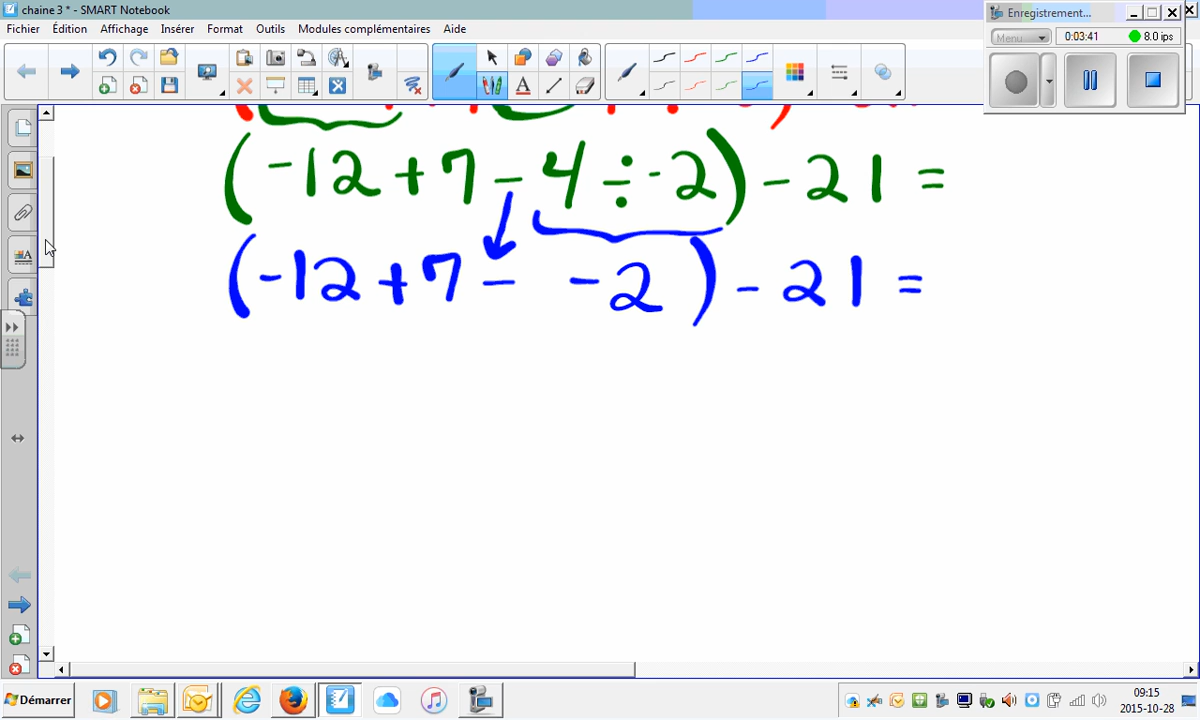 chaine 3 * - SMART Notebook
Enregistrement...
Fichier Édition Affichage Insérer Format Outils Modules complémentaires Aide
Menu
0:03:41
8.0 ips
(-12 + 7 - 4 ÷ -2) - 21 =
(-12 + 7 - -2) - 21 =
Démarrer
09:15
2015-10-28